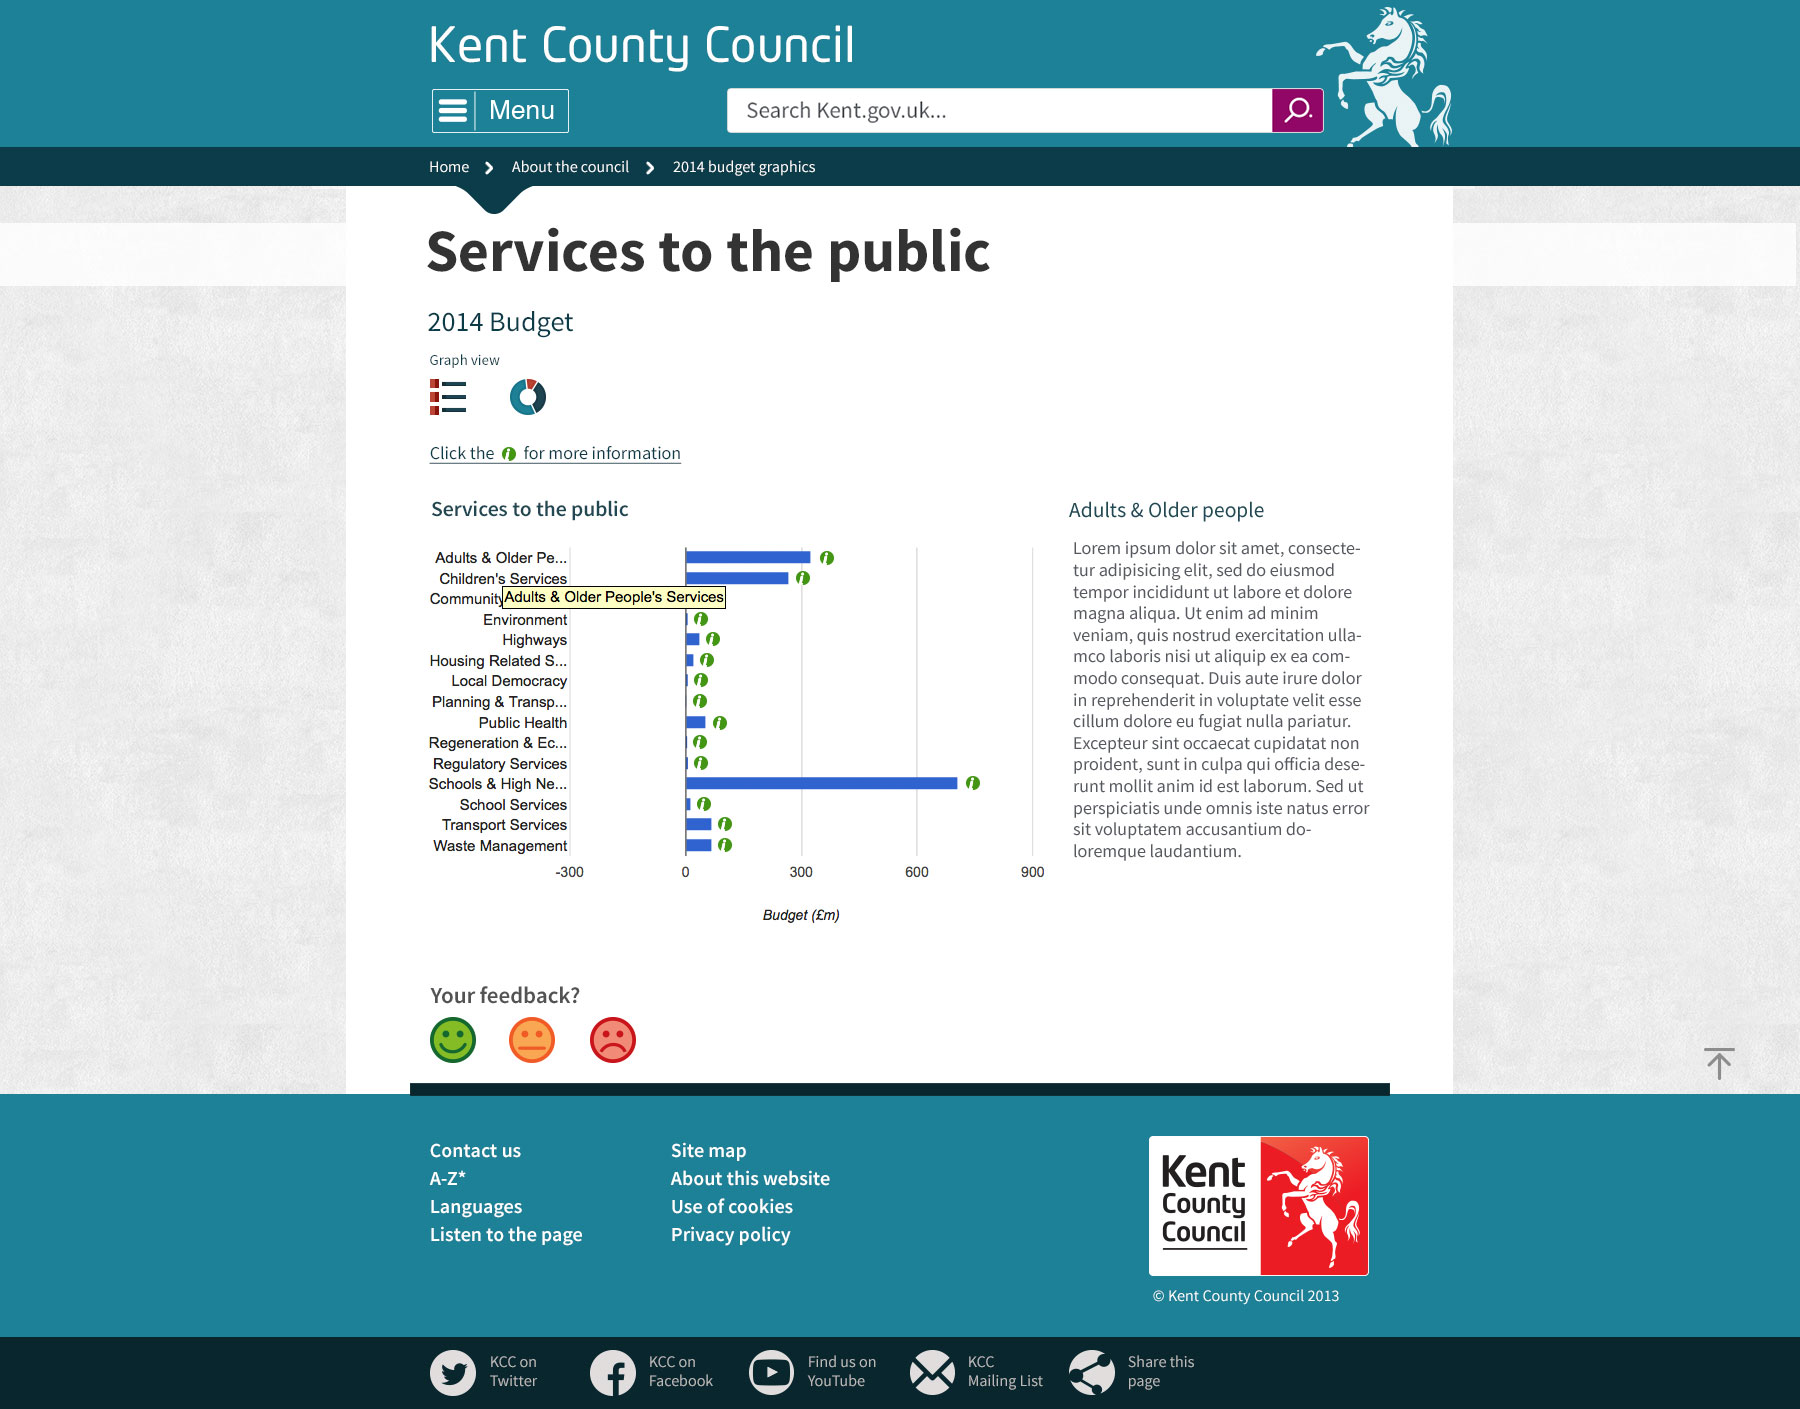 Kent County Council
Menu
Search Kent.gov.uk...
Home
About the council
2014 budget graphics
Services to the public
2014 Budget
Graph view
Click the i for more information
Services to the public
Adults & Older Pe...
Children's Services
Community
Adults & Older People's Services
Environment
Highways
Housing Related S...
Local Democracy
Planning & Transp...
Public Health
Regeneration & Ec...
Regulatory Services
Schools & High Ne...
School Services
Transport Services
Waste Management
-300
0
300
600
900
Budget (£m)
Adults & Older people
Lorem ipsum dolor sit amet, consecte-
tur adipisicing elit, sed do eiusmod
tempor incididunt ut labore et dolore
magna aliqua. Ut enim ad minim
veniam, quis nostrud exercitation ulla-
mco laboris nisi ut aliquip ex ea com-
modo consequat. Duis aute irure dolor
in reprehenderit in voluptate velit esse
cillum dolore eu fugiat nulla pariatur.
Excepteur sint occaecat cupidatat non
proident, sunt in culpa qui officia dese-
runt mollit anim id est laborum. Sed ut
perspiciatis unde omnis iste natus error
sit voluptatem accusantium do-
loremque laudantium.
Your feedback?
Contact us
A-Z*
Languages
Listen to the page
Site map
About this website
Use of cookies
Privacy policy
Kent
County
Council
© Kent County Council 2013
KCC on
Twitter
KCC on
Facebook
Find us on
YouTube
KCC
Mailing List
Share this
page